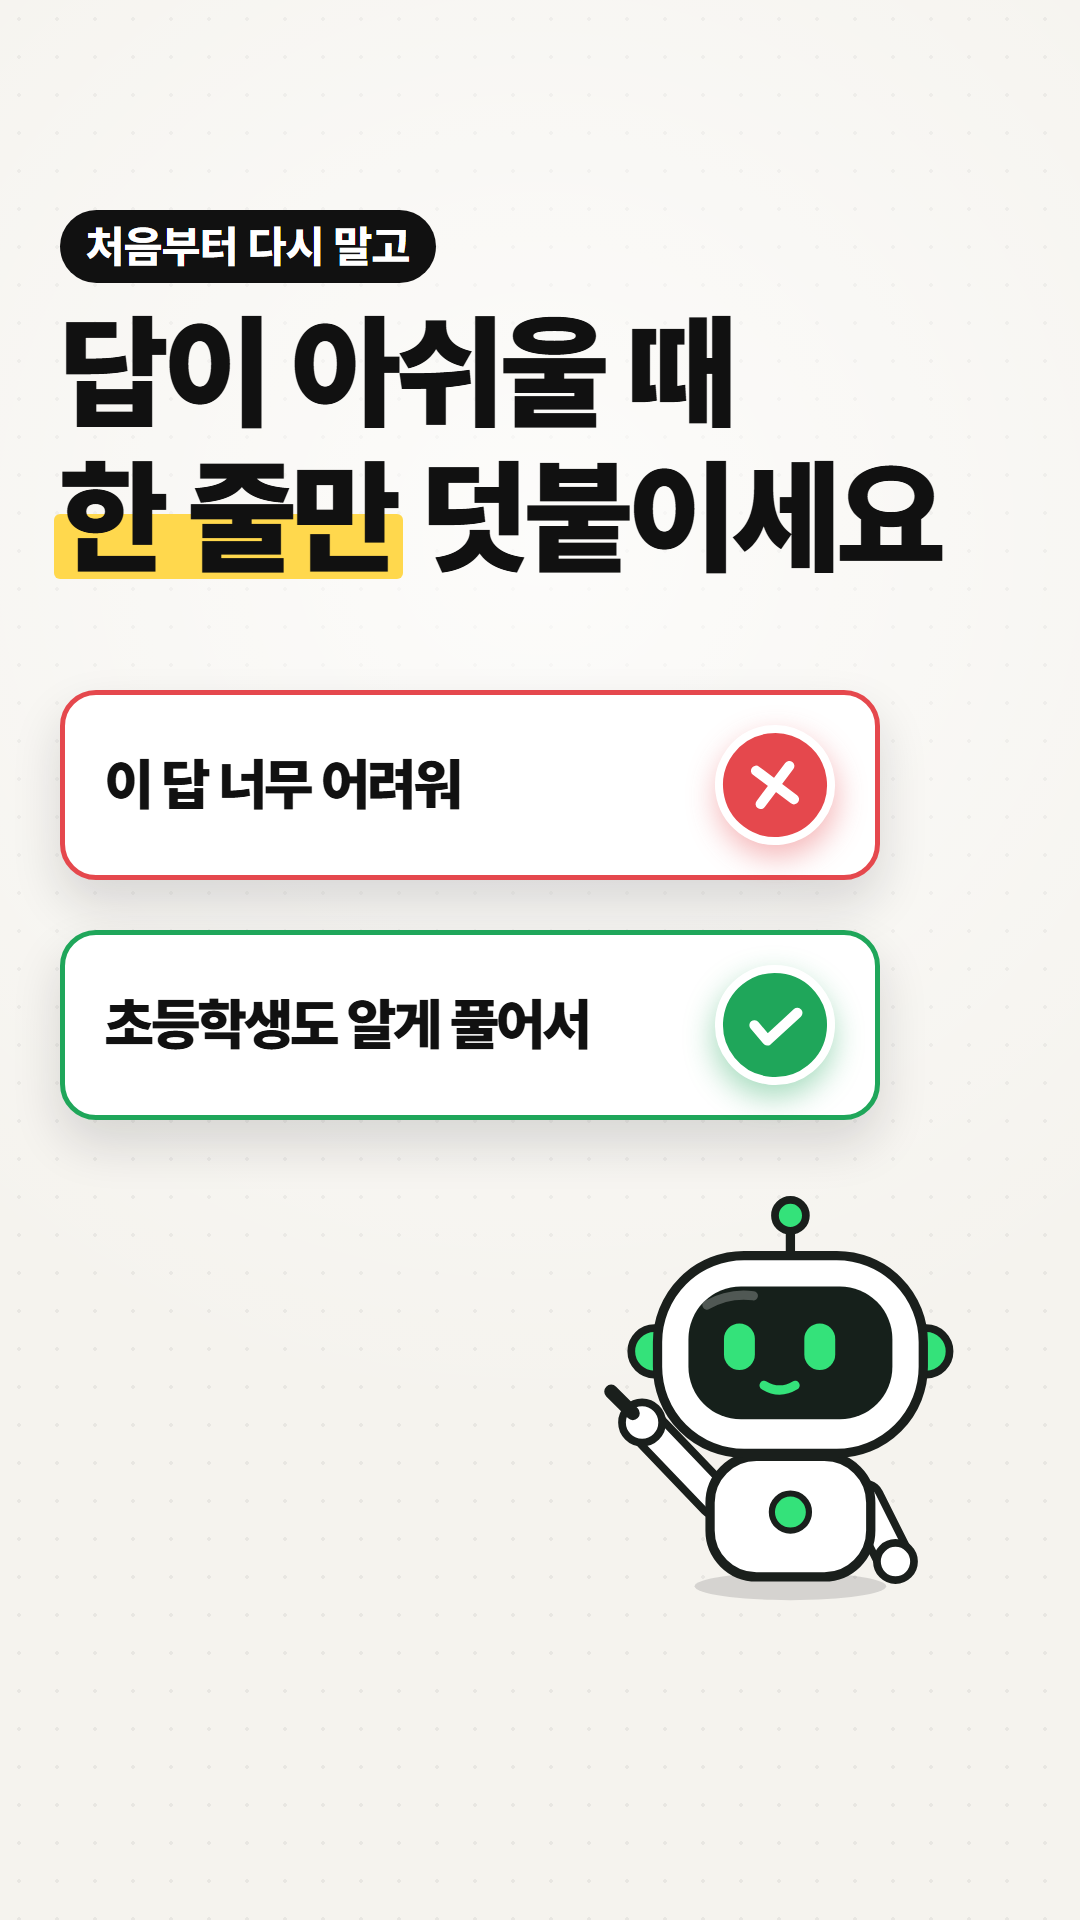 처음부터 다시 말고
답이 아쉬울 때
한 줄만 덧붙이세요
이 답 너무 어려워
초등학생도 알게 풀어서